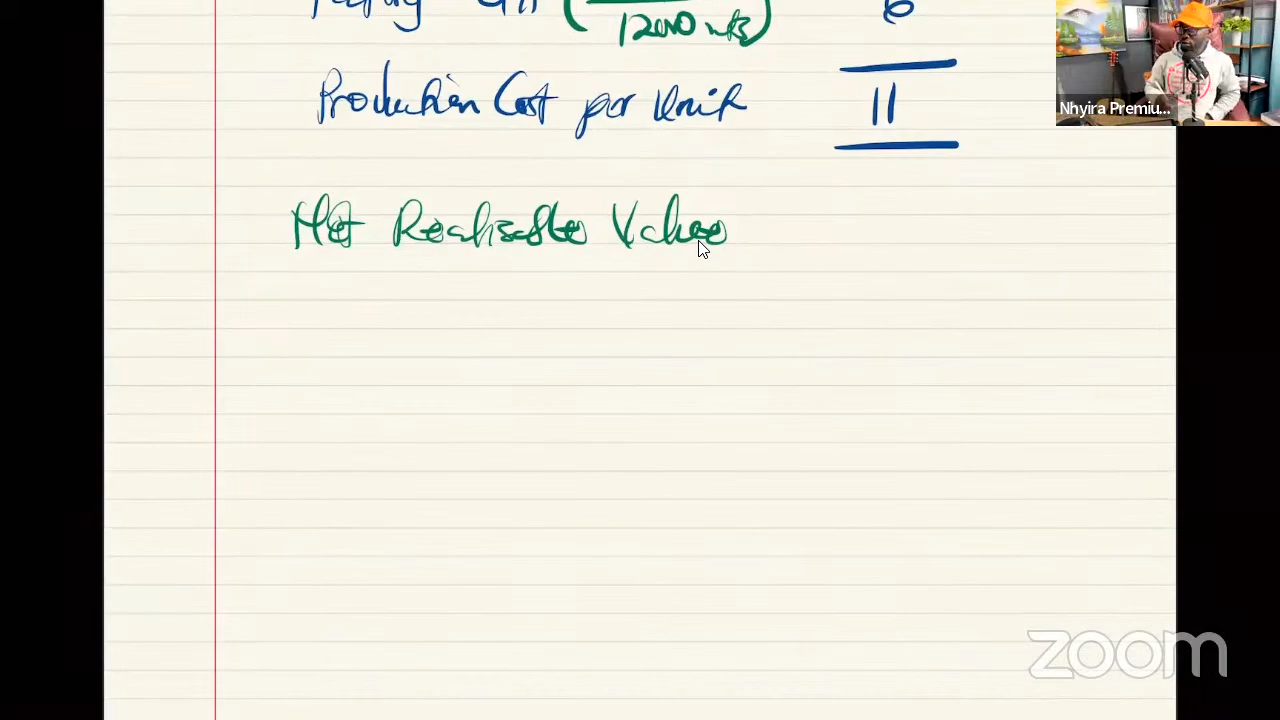 6
12000 units
Production Cost per Unit 11
Net Realisable Value
Nhyira Premiu...
zoom